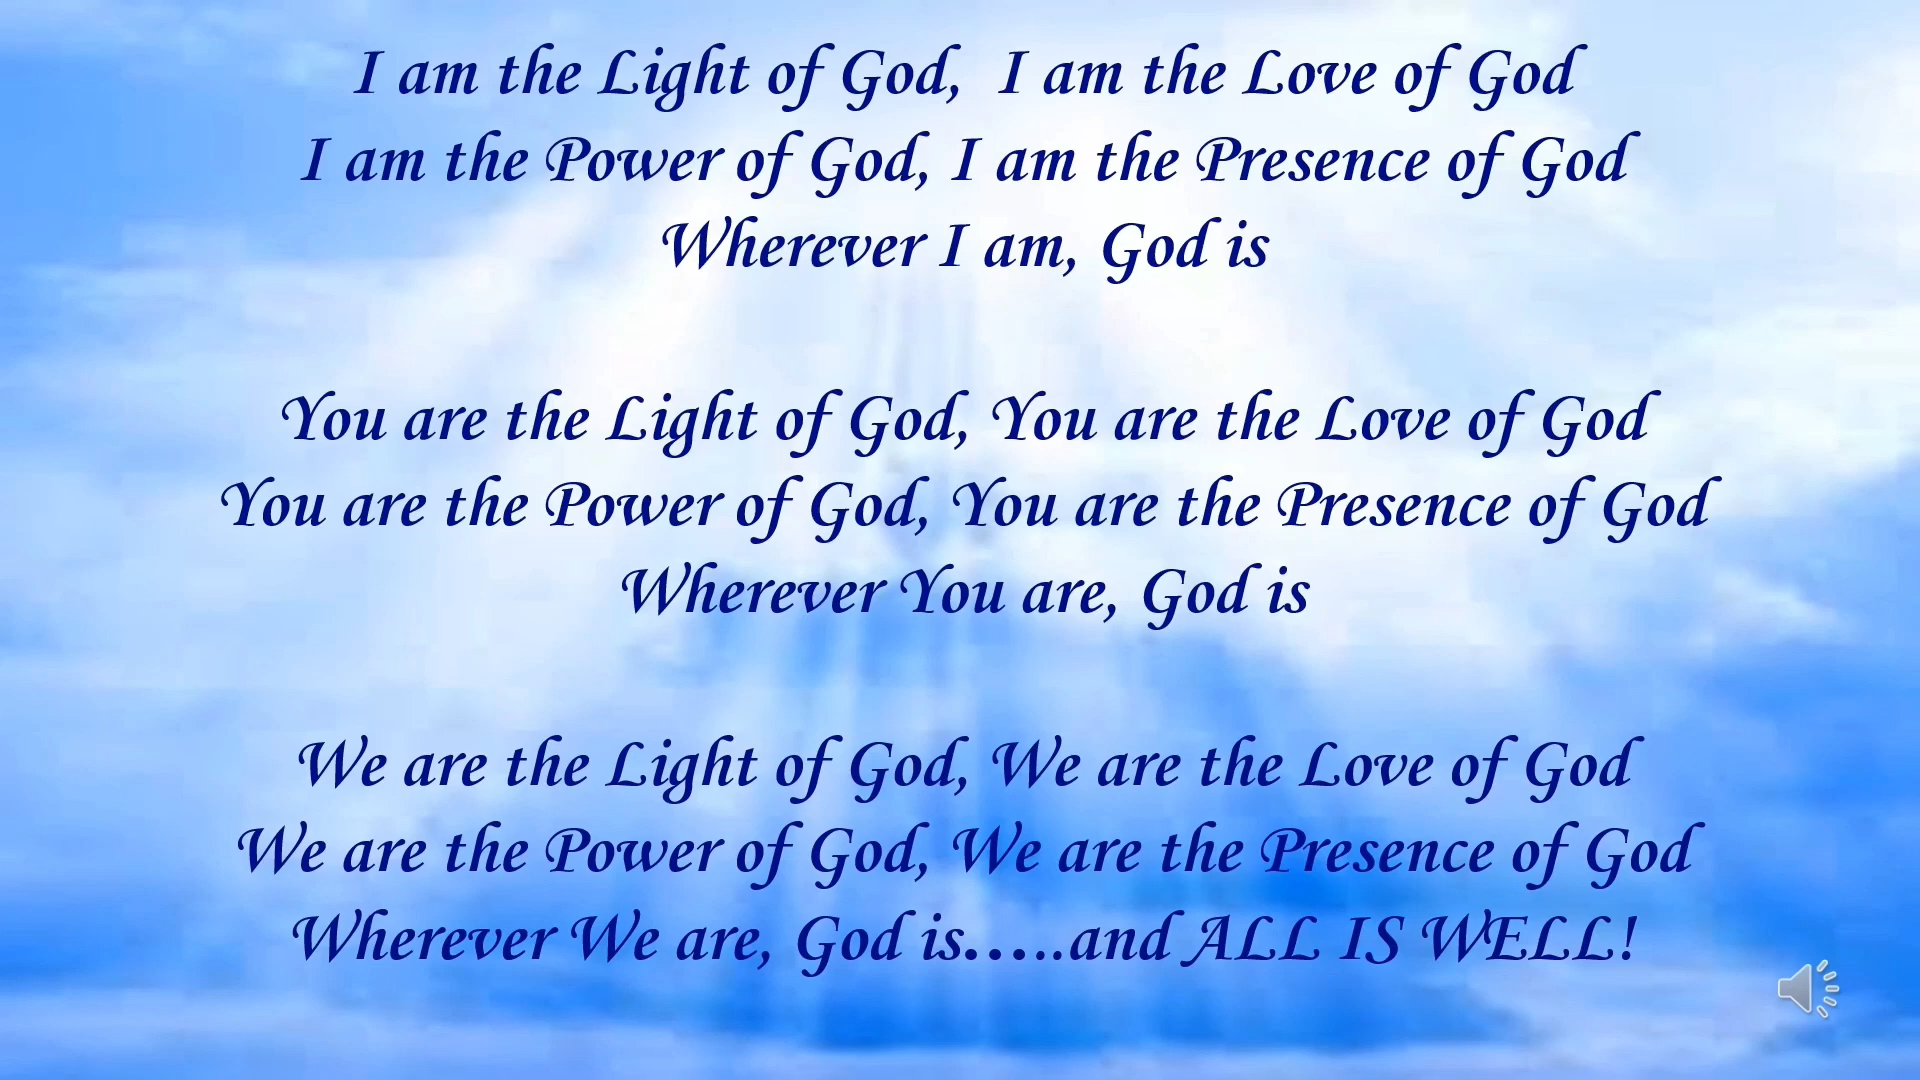 I am the Light of God,  I am the Love of God
I am the Power of God, I am the Presence of God
Wherever I am, God is
You are the Light of God, You are the Love of God
You are the Power of God, You are the Presence of God
Wherever You are, God is
We are the Light of God, We are the Love of God
We are the Power of God, We are the Presence of God
Wherever We are, God is…..and ALL IS WELL!